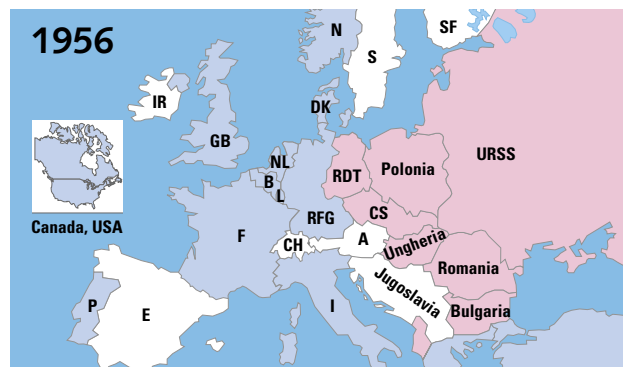 1956
N
SF
S
IR
DK
GB
NL
B
L
RDT
Polonia
URSS
Canada, USA
F
RFG
CS
CH
A
Ungheria
Romania
Jugoslavia
P
E
I
Bulgaria